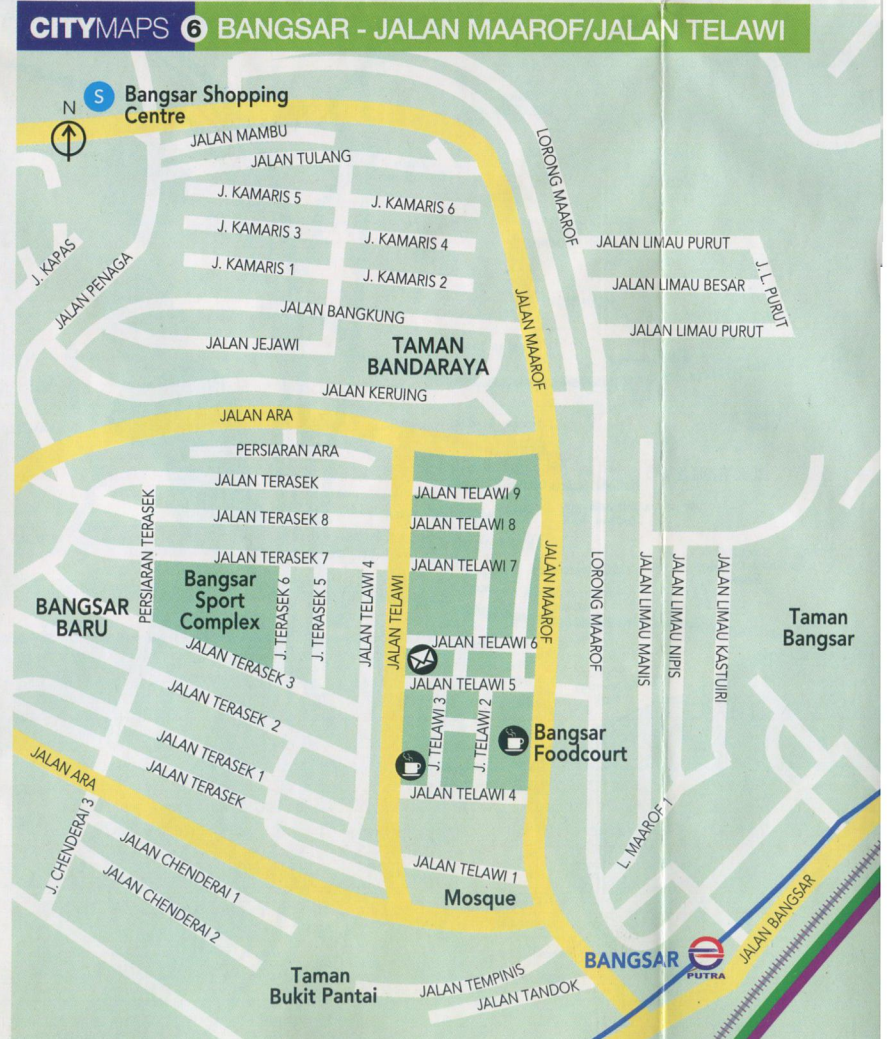 CITYMAPS 6 BANGSAR - JALAN MAAROF/JALAN TELAWI
S
Bangsar Shopping
Centre
N
JALAN MAMBU
JALAN TULANG
LORONG MAAROF
J. KAMARIS 5
J. KAMARIS 6
J. KAMARIS 3
J. KAMARIS 4
JALAN LIMAU PURUT
J. KAPAS
JALAN PENAGA
J. KAMARIS 1
J. KAMARIS 2
JALAN LIMAU BESAR
J. L. PURUT
JALAN BANGKUNG
JALAN MAAROF
JALAN LIMAU PURUT
JALAN JEJAWI
TAMAN
BANDARAYA
JALAN KERUING
JALAN ARA
PERSIARAN ARA
JALAN TERASEK
JALAN TELAWI 9
PERSIARAN TERASEK
JALAN TERASEK 8
JALAN TELAWI 8
JALAN TERASEK 7
JALAN TELAWI 7
BANGSAR
BARU
Bangsar
Sport
Complex
J. TERASEK 6
J. TERASEK 5
JALAN TELAWI 4
JALAN TELAWI
JALAN MAAROF
LORONG MAAROF
JALAN LIMAU MANIS
JALAN LIMAU NIPIS
JALAN LIMAU KASTUIRI
Taman
Bangsar
JALAN TELAWI 6
JALAN TERASEK 3
JALAN TELAWI 5
JALAN TERASEK 2
J. TELAWI 3
J. TELAWI 2
Bangsar
Foodcourt
JALAN TERASEK 1
JALAN ARA
JALAN TERASEK
JALAN TELAWI 4
J. CHENDERAI 3
L. MAAROF 1
JALAN CHENDERAI 1
JALAN TELAWI 1
JALAN CHENDERAI 2
Mosque
JALAN BANGSAR
BANGSAR
PUTRA
Taman
Bukit Pantai
JALAN TEMPINIS
JALAN TANDOK